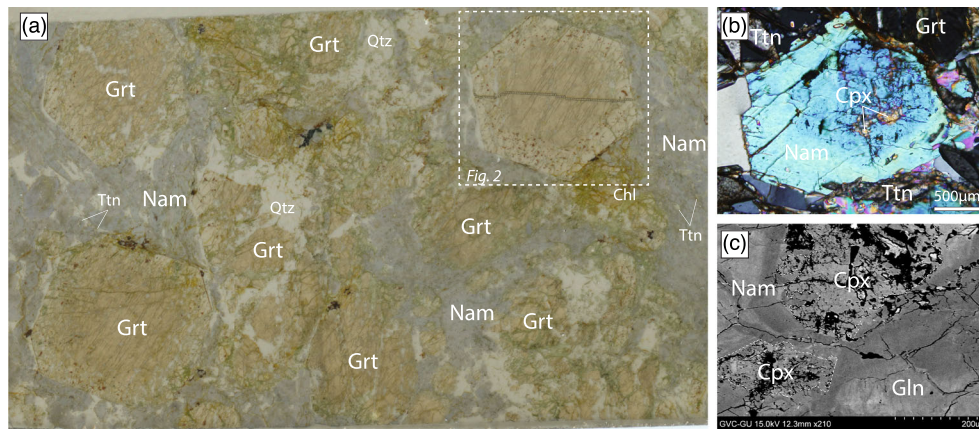 (a)
Grt
Qtz
Grt
Nam
Fig. 2
Ttn
Nam
Qtz
Chl
Grt
Ttn
Grt
Grt
Nam
Grt
Grt
(b)
Ttn
Grt
Cpx
Nam
Ttn
500µm
(c)
Nam
Cpx
Cpx
Gln
GVC-GU 15.0kV 12.3mm x210